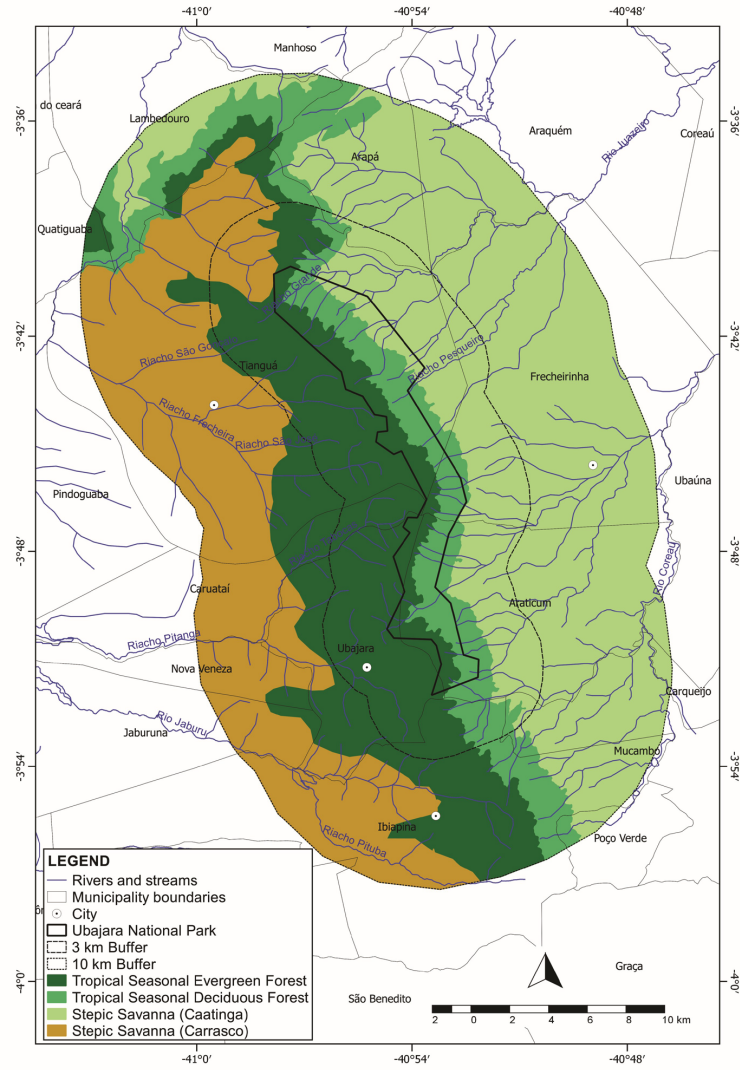 -41°0' -40°54' -40°48'
Manhoso
do ceará
-3°36' -3°36'
Lambedouro
Araquém
Coreaú
Rio Juazeiro
Arapá
Quatiguaba
Riacho Grande
-3°42' -3°42'
Riacho Pesqueiro
Tianguá
Frecheirinha
Riacho Frecheira
Pindoguaba
Ubaúna
-3°48' -3°48'
Rio Coreaú
Caruataí
Araticum
Riacho Pitanga
Ubajara
Nova Veneza
Carqueijo
Rio Jaburu
Jaburuna
Mucambo
-3°54' -3°54'
Ibiapina
Poço Verde
Riacho Pituba
LEGEND
Rivers and streams
Municipality boundaries
City
Ubajara National Park
3 km Buffer
10 km Buffer
Tropical Seasonal Evergreen Forest
Tropical Seasonal Deciduous Forest
Stepic Savanna (Caatinga)
Stepic Savanna (Carrasco)
Graça
-4°0' -4°0'
São Benedito
2 0 2 4 6 8 10 km
-41°0' -40°54' -40°48'